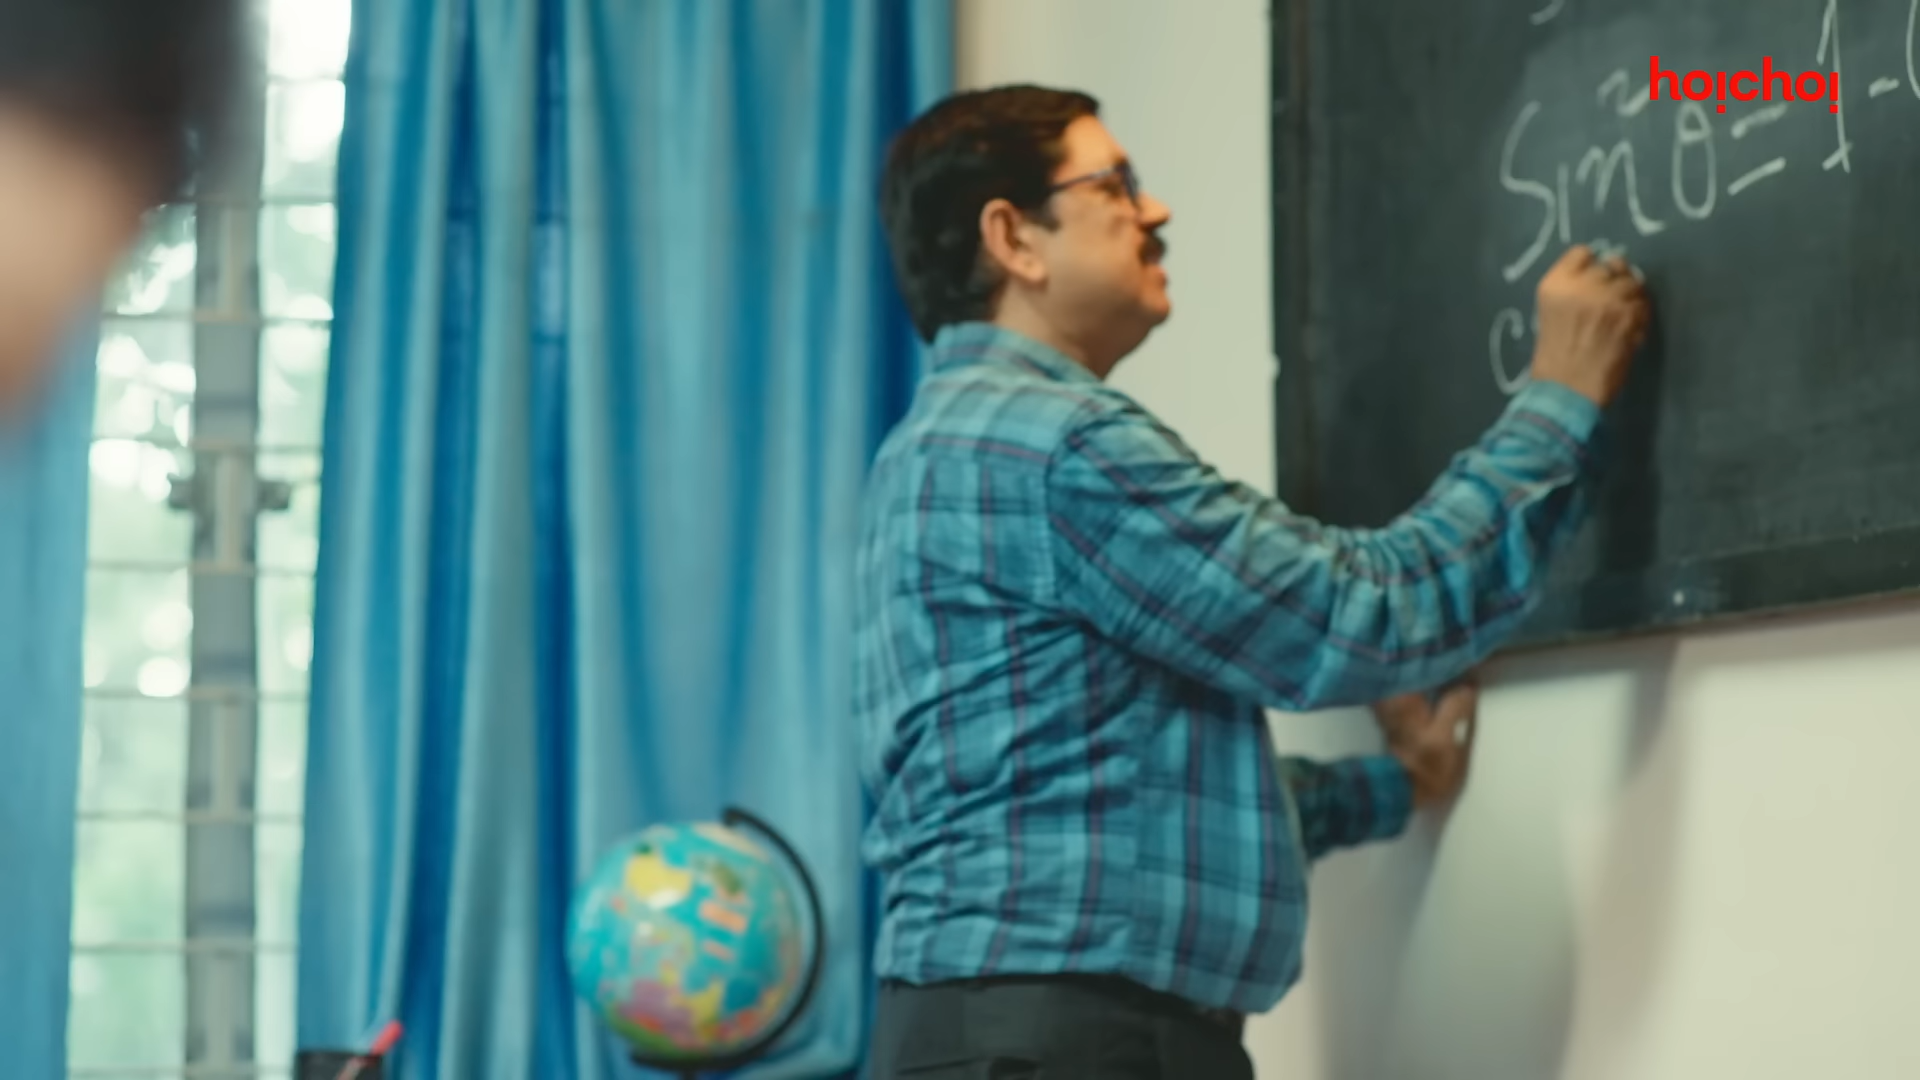 hoichoi
Sin²θ = 1 -